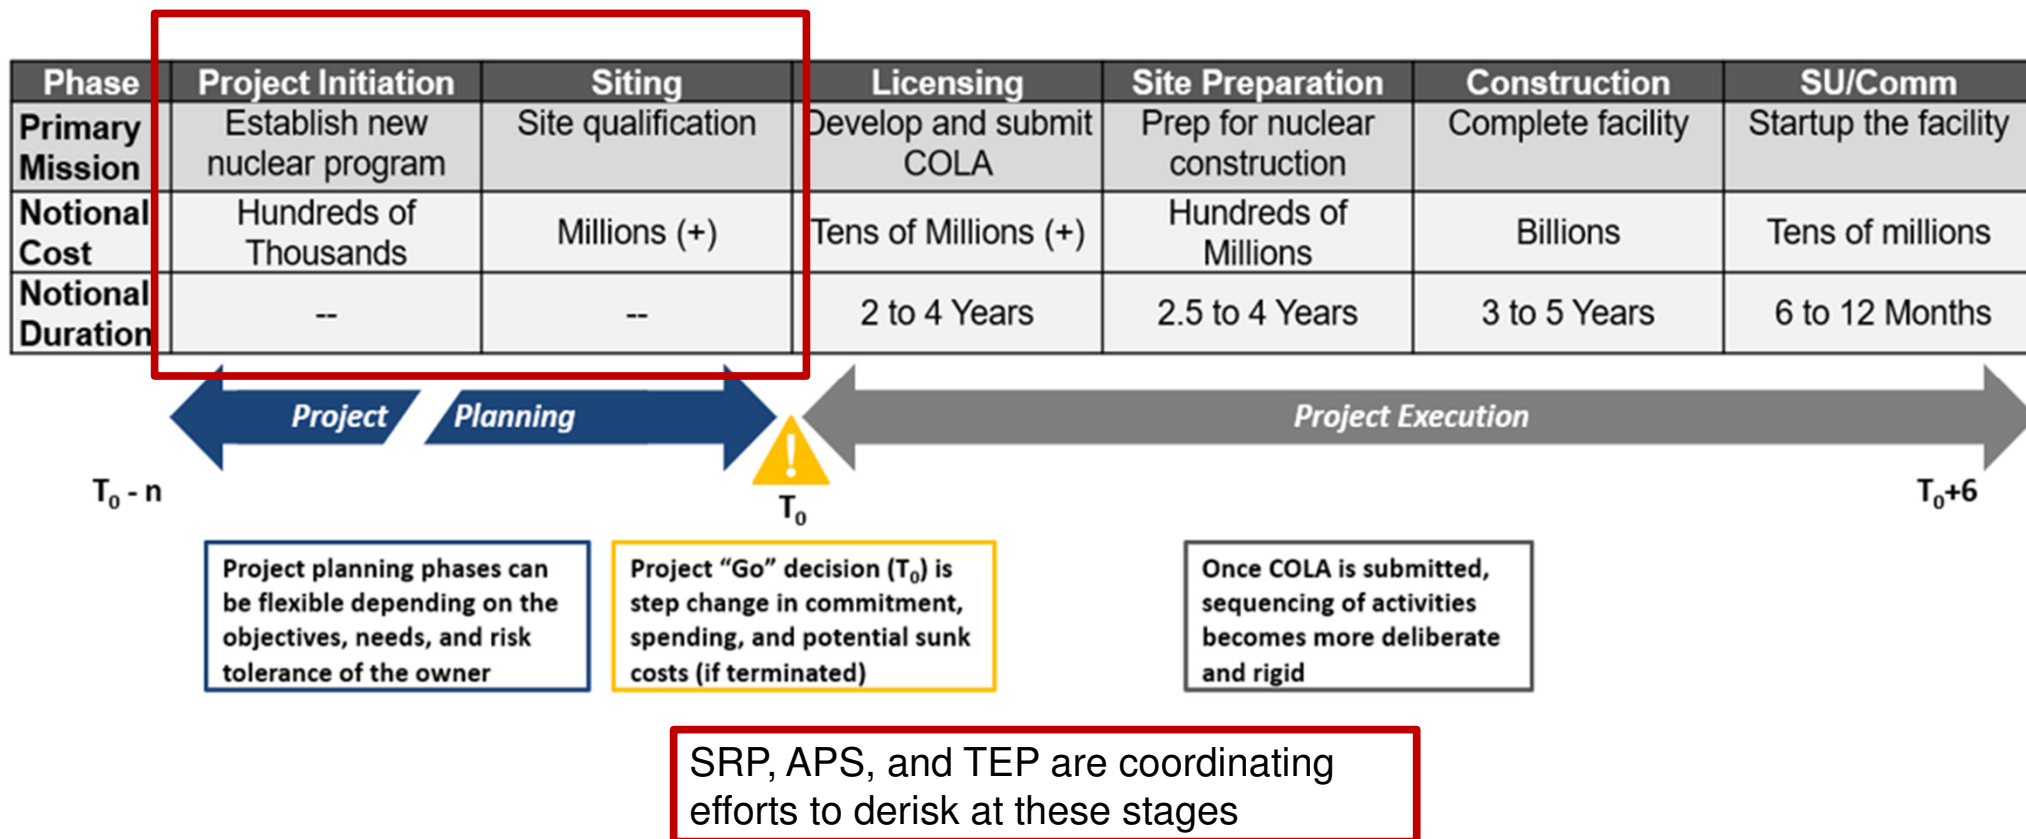 Phase Project Initiation Siting Licensing Site Preparation Construction SU/Comm
Primary Mission
Establish new
nuclear program
Site qualification
Develop and submit
COLA
Prep for nuclear
construction
Complete facility
Startup the facility
Notional Cost
Hundreds of
Thousands
Millions (+)
Tens of Millions (+)
Hundreds of
Millions
Billions
Tens of millions
Notional Duration
--
--
2 to 4 Years
2.5 to 4 Years
3 to 5 Years
6 to 12 Months
Project Planning
Project Execution
T₀ - n
!
T₀
T₀+6
Project planning phases can
be flexible depending on the
objectives, needs, and risk
tolerance of the owner
Project “Go” decision (T₀) is
step change in commitment,
spending, and potential sunk
costs (if terminated)
Once COLA is submitted,
sequencing of activities
becomes more deliberate
and rigid
SRP, APS, and TEP are coordinating
efforts to derisk at these stages